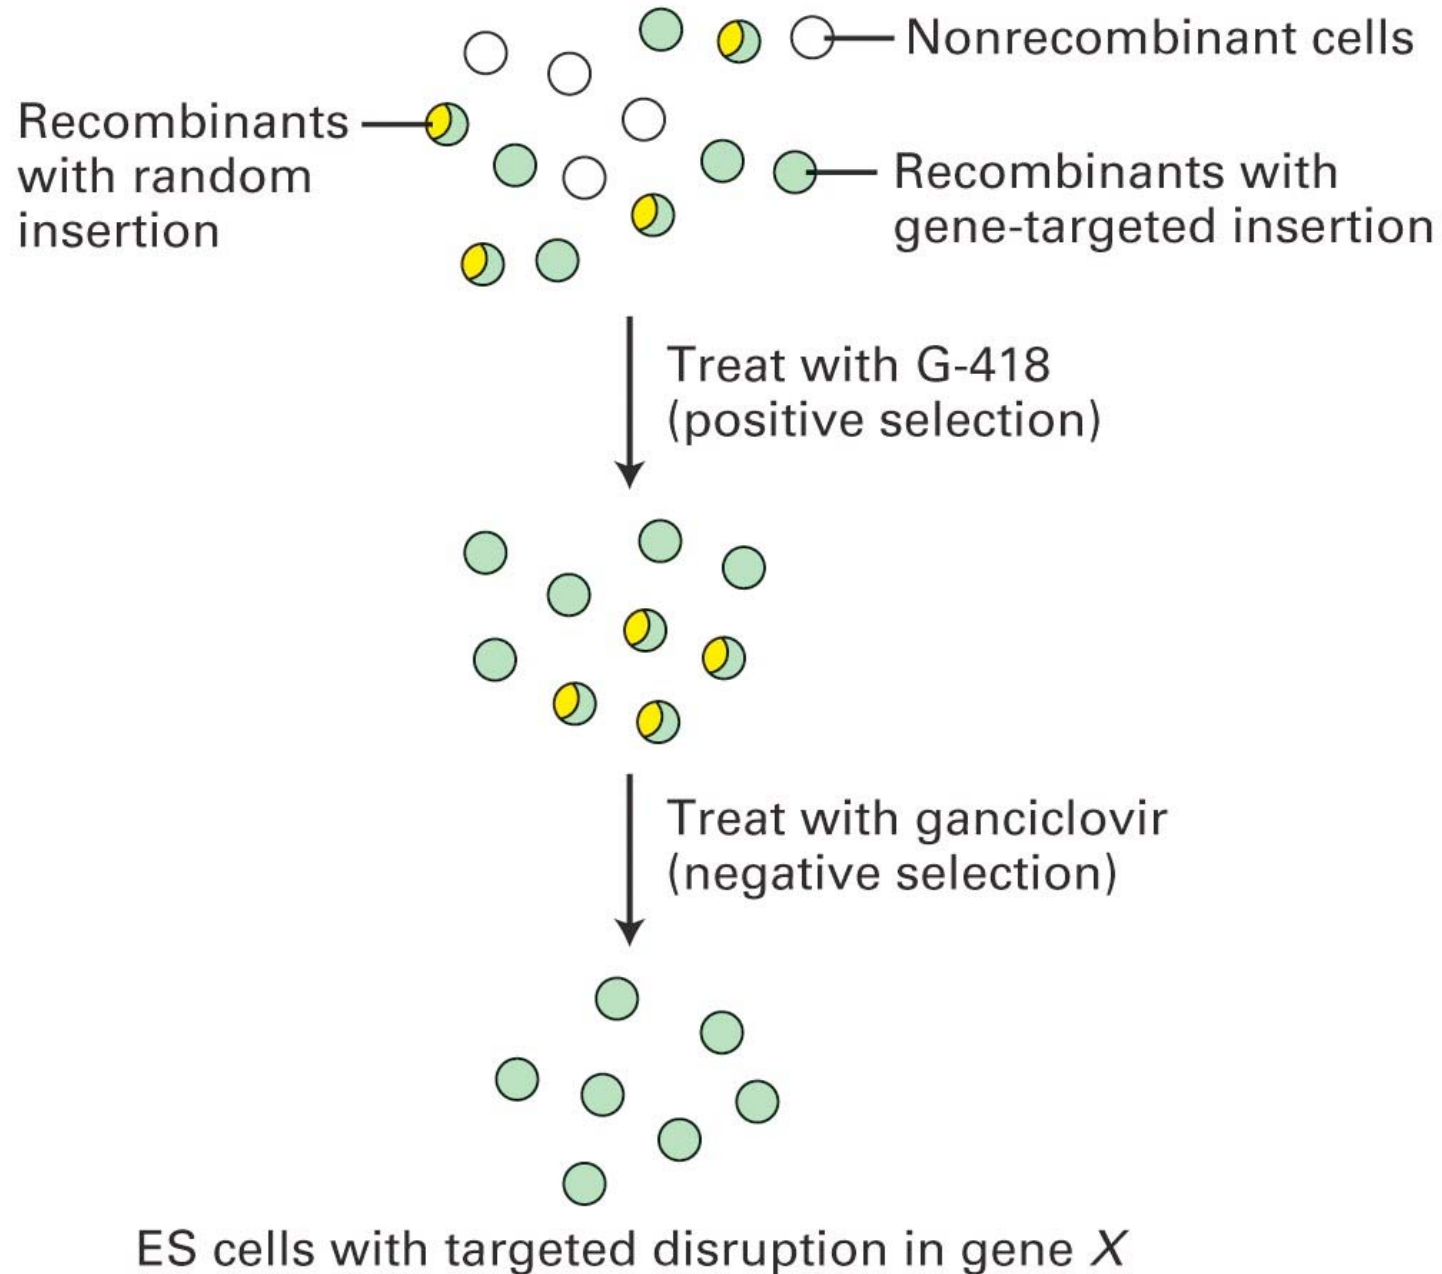 Nonrecombinant cells
Recombinants
with random
insertion
Recombinants with
gene-targeted insertion
Treat with G-418
(positive selection)
Treat with ganciclovir
(negative selection)
ES cells with targeted disruption in gene X